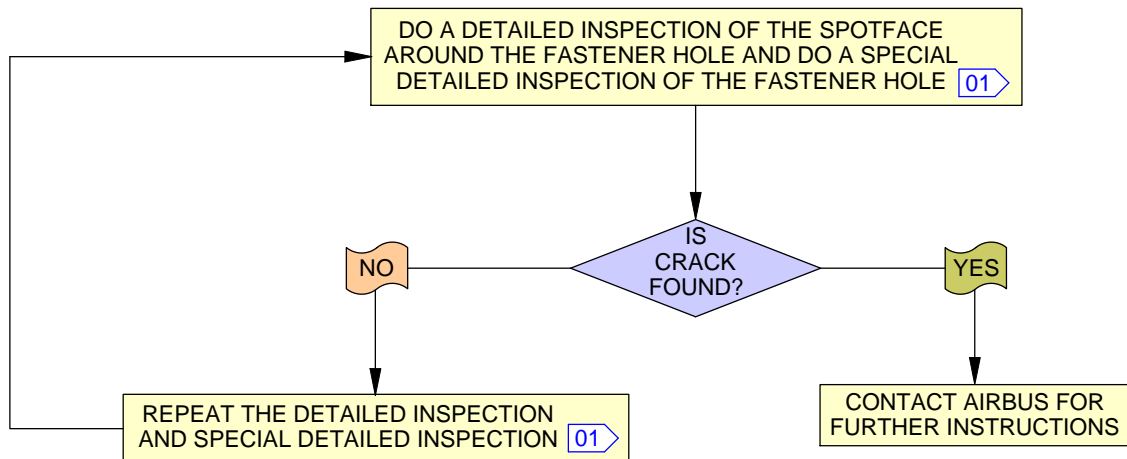 DO A DETAILED INSPECTION OF THE SPOTFACE
AROUND THE FASTENER HOLE AND DO A SPECIAL
DETAILED INSPECTION OF THE FASTENER HOLE 01
IS
CRACK
FOUND?
NO
YES
REPEAT THE DETAILED INSPECTION
AND SPECIAL DETAILED INSPECTION 01
CONTACT AIRBUS FOR
FURTHER INSTRUCTIONS